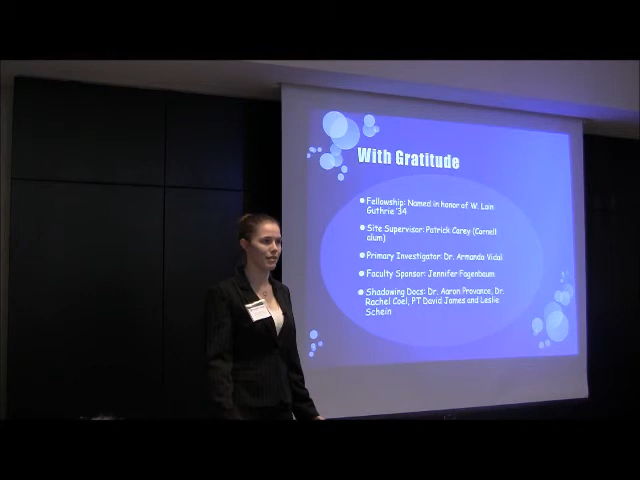 With Gratitude
Fellowship: Named in honor of W. Lain
Guthrie '34
Site Supervisor: Patrick Carey (Cornell
alum)
Primary Investigator: Dr. Armando Vidal
Faculty Sponsor: Jennifer Fagenbaum
Shadowing Docs: Dr. Aaron Provance, Dr.
Rachel Coel, PT David James and Leslie
Schein